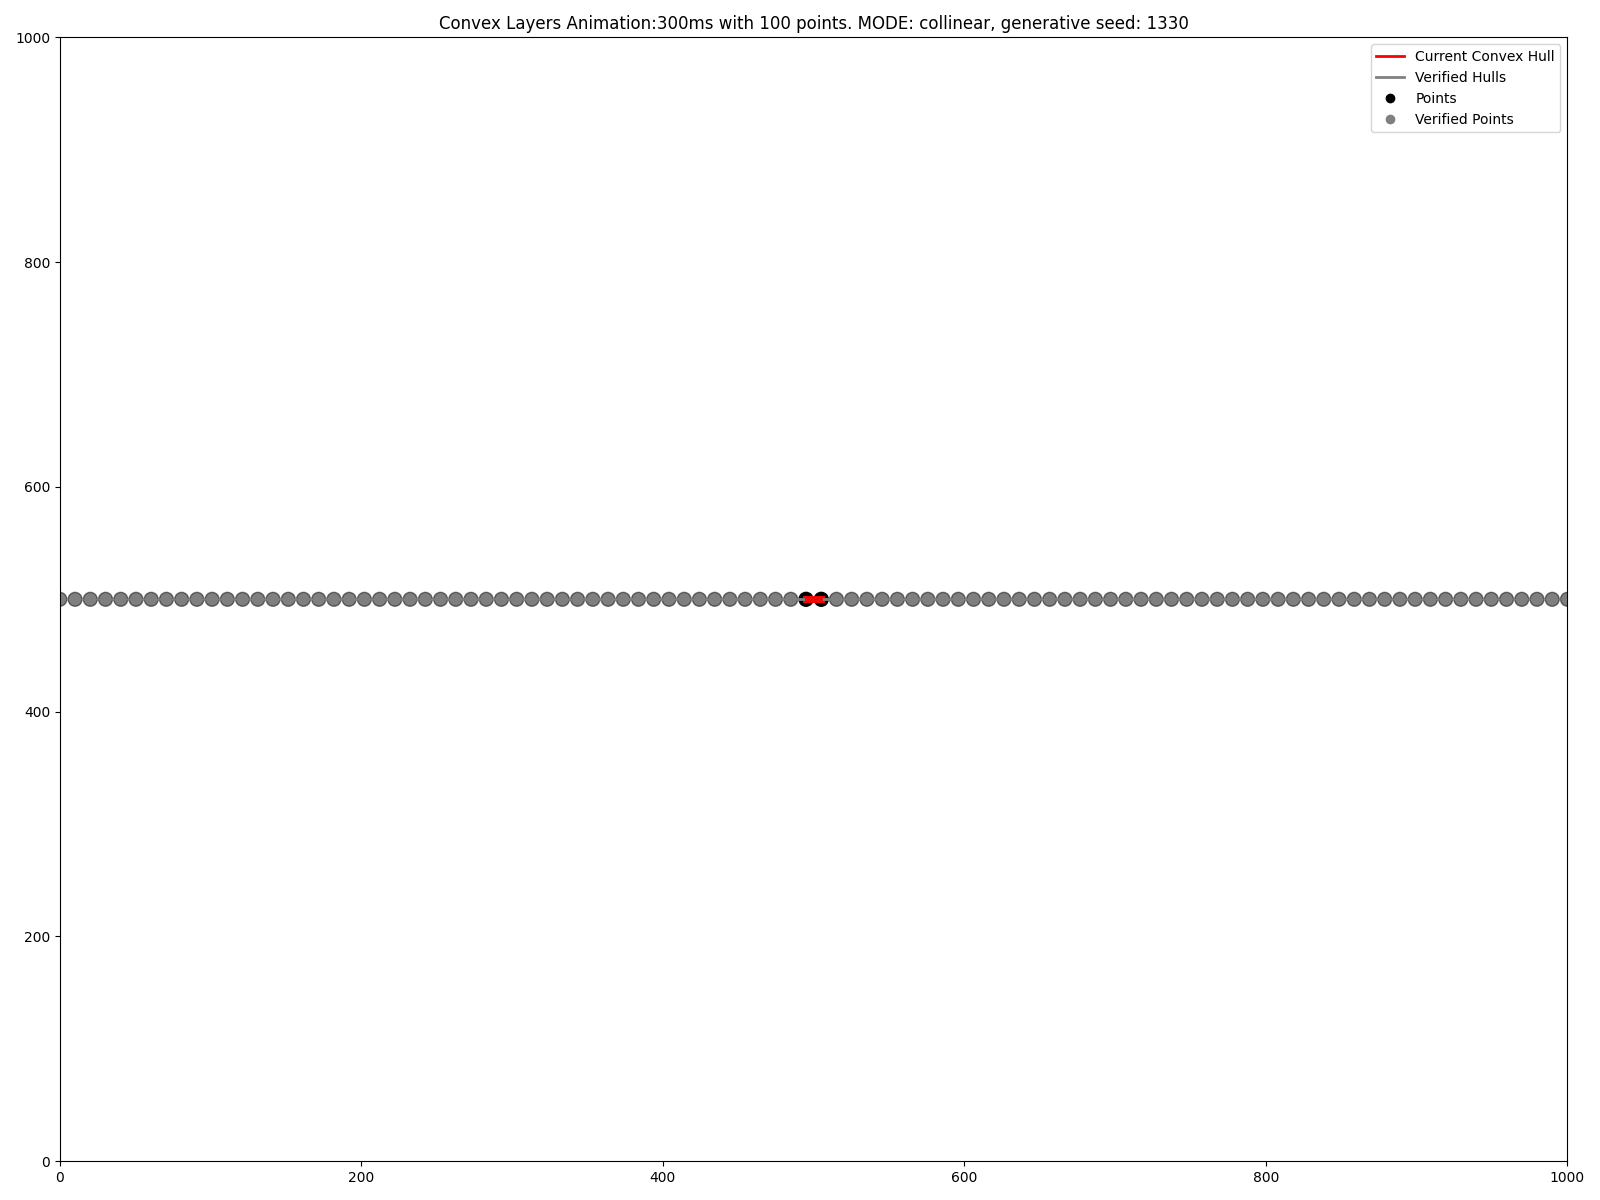 Convex Layers Animation:300ms with 100 points. MODE: collinear, generative seed: 1330
Current Convex Hull
Verified Hulls
Points
Verified Points
1000
800
600
400
200
0
0 200 400 600 800 1000